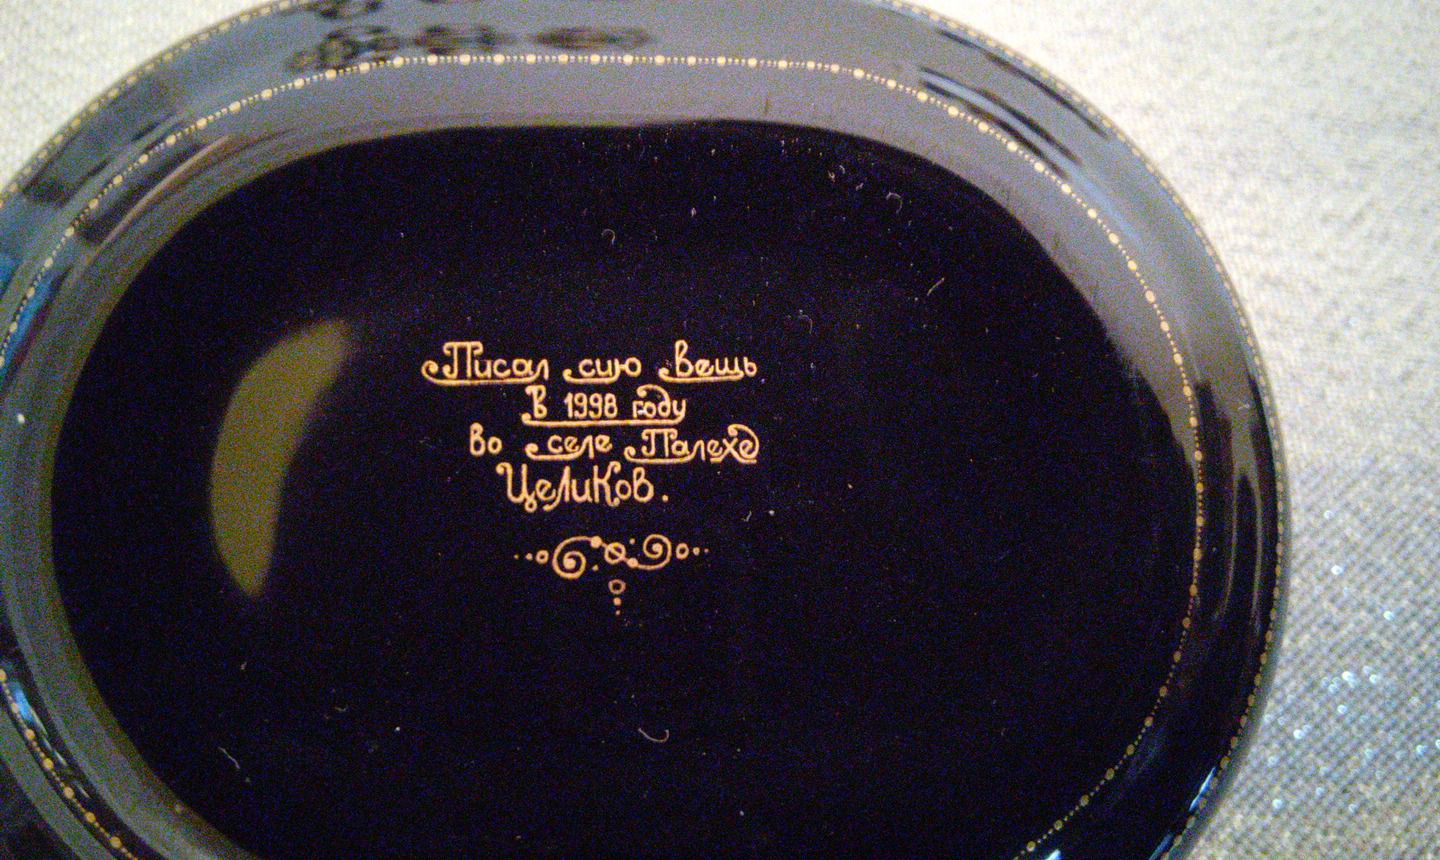 Писал сию вещь
в 1998 году
во селе Палехе
Целиков.